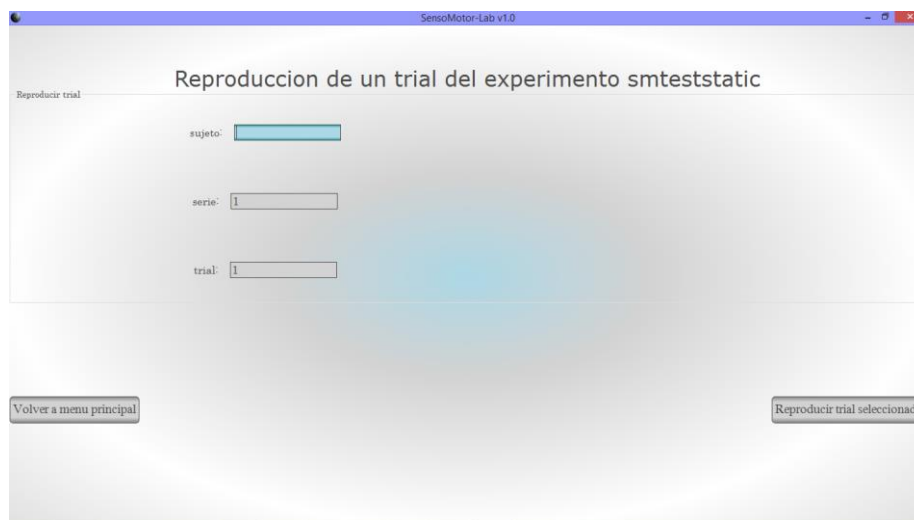 SensoMotor-Lab v1.0
Reproduccion de un trial del experimento smteststatic
Reproducir trial
sujeto:
serie: 1
trial: 1
Volver a menu principal
Reproducir trial seleccionad